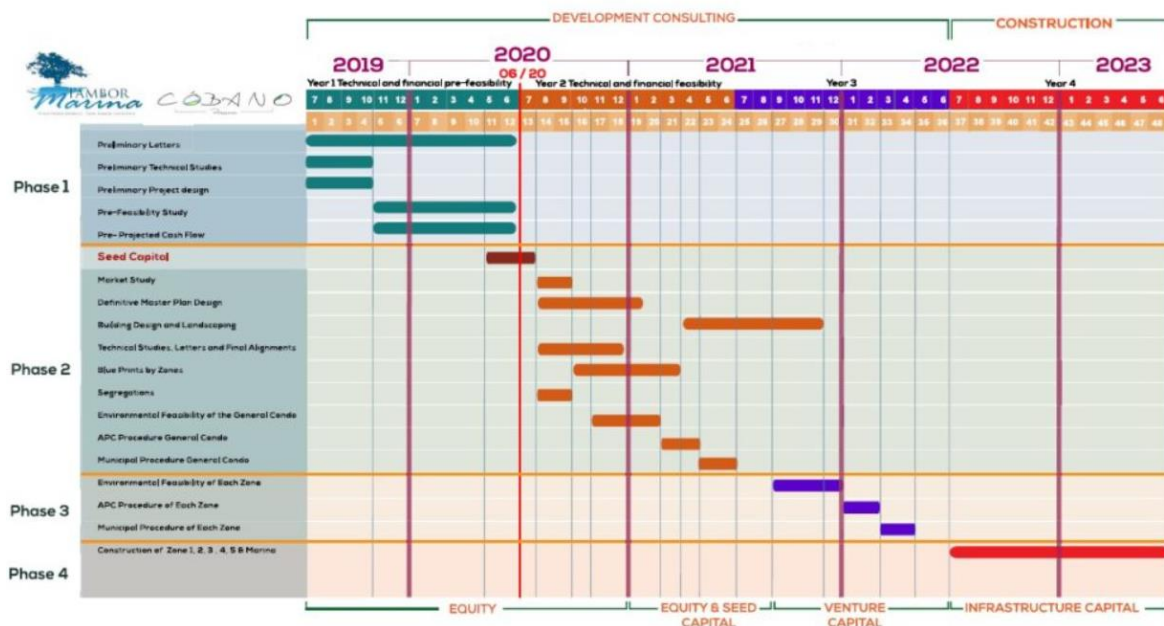 DEVELOPMENT CONSULTING
CONSTRUCTION
2019
2020
2021
2022
2023
06 / 20
Year 1 Technical and financial pre-feasibility
Year 2 Technical and financial feasibility
Year 3
Year 4
TAMBOR
Marina
COBANO
7 8 9 10 11 12 1 2 3 4 5 6 7 8 10 11 12 1 2 4 5 6 7 8 9 10 11 12 1 2 3 4 5 6 7 8 9 10 11 12 1 2 3 4 5 6
1 2 3 4 5 6 7 8 9 10 11 12 13 14 15 16 17 18 19 20 21 22 23 24 25 26 27 28 29 30 31 32 33 34 35 36 37 38 39 40 41 42 43 44 45 46 47 48
Phase 1
Preliminary Letters
Preliminary Technical Studies
Preliminary Project design
Pre-Feasibility Study
Pre- Projected Cash Flow
Seed Capital
Phase 2
Market Study
Definitive Master Plan Design
Building Design and Landscaping
Technical Studies, Letters and Final Alignments
Blue Prints by Zones
Segregations
Environmental Feasibility of the General Condo
APC Procedure General Condo
Municipal Procedure General Condo
Phase 3
Environmental Feasibility of Each Zone
APC Procedure of Each Zone
Municipal Procedure of Each Zone
Phase 4
Construction of Zone 1, 2, 3 , 4, 5 & Marina
EQUITY
EQUITY & SEED CAPITAL
VENTURE CAPITAL
INFRASTRUCTURE CAPITAL